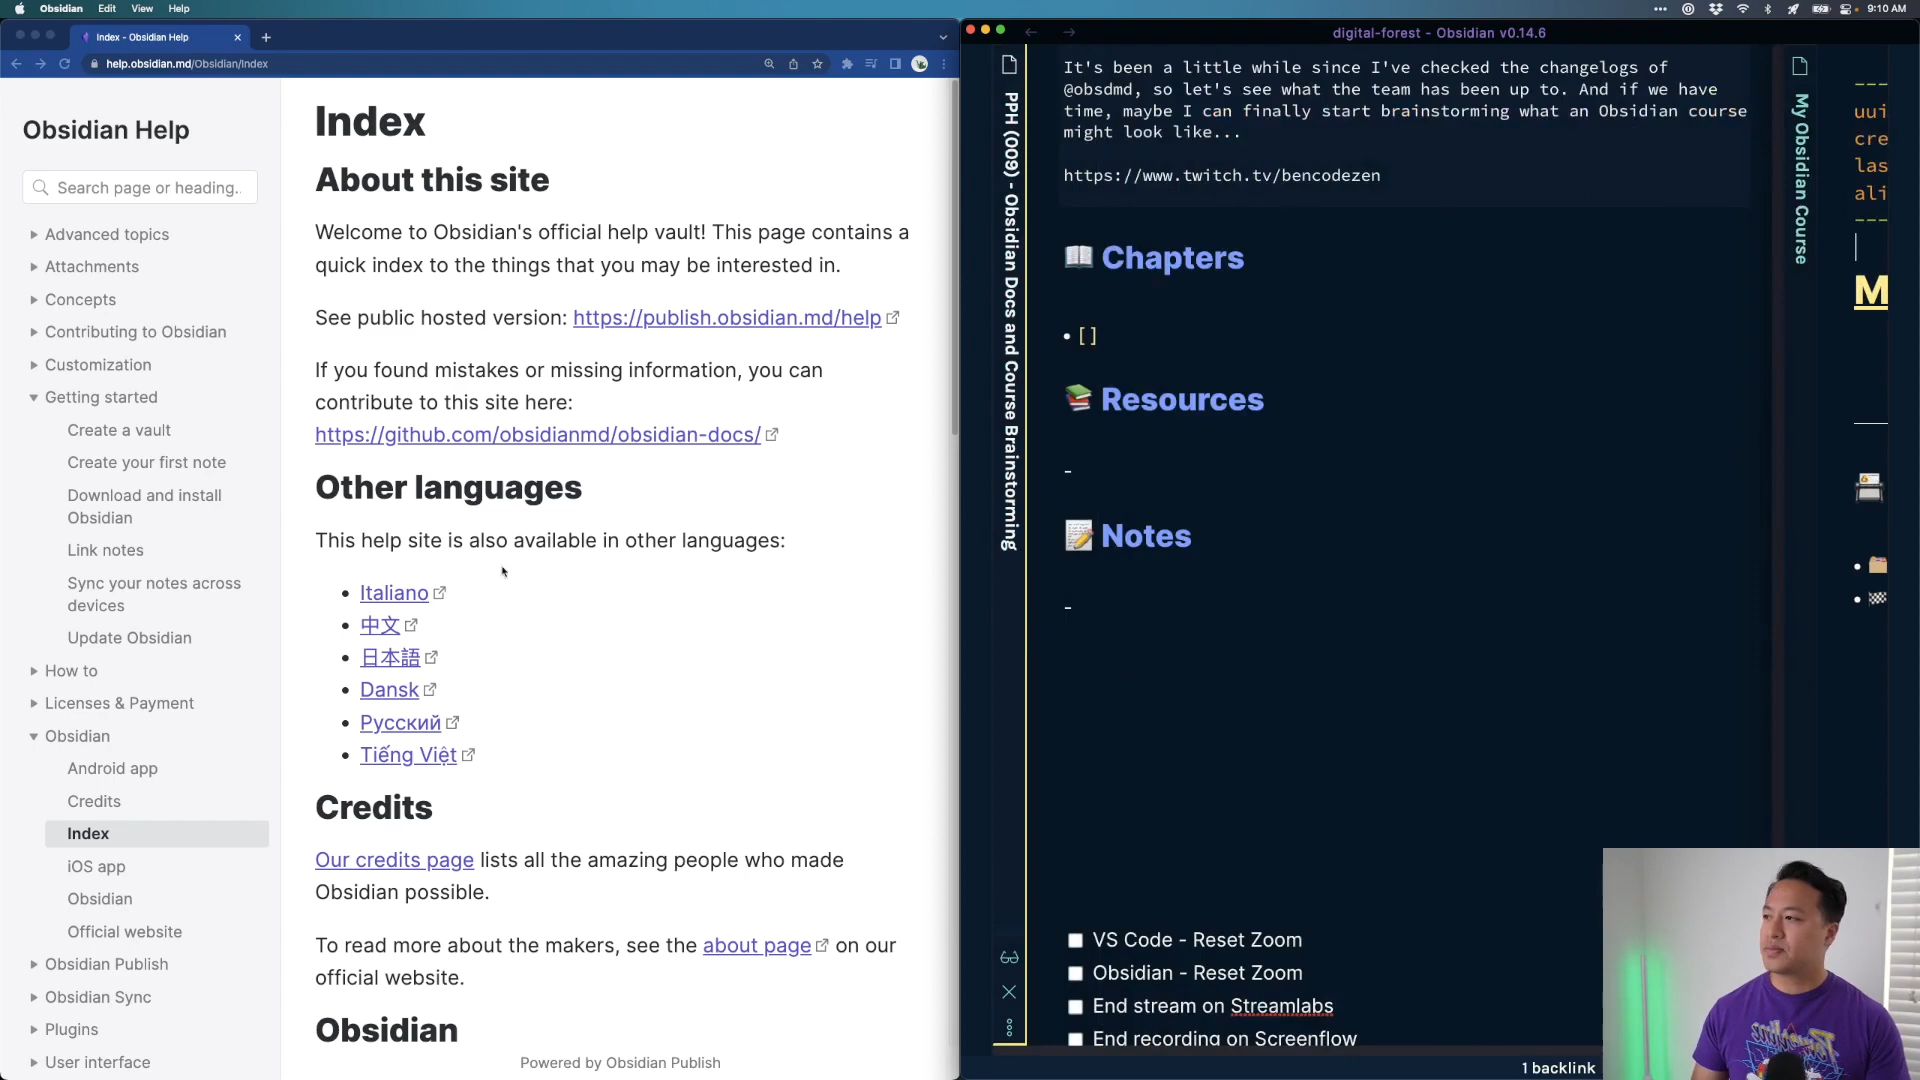 Obsidian Edit View Help 9:10 AM
Index - Obsidian Help
help.obsidian.md/Obsidian/Index
Obsidian Help
Search page or heading..
Advanced topics
Attachments
Concepts
Contributing to Obsidian
Customization
Getting started
Create a vault
Create your first note
Download and install
Obsidian
Link notes
Sync your notes across
devices
Update Obsidian
How to
Licenses & Payment
Obsidian
Android app
Credits
Index
iOS app
Obsidian
Official website
Obsidian Publish
Obsidian Sync
Plugins
User interface
Index
About this site
Welcome to Obsidian's official help vault! This page contains a
quick index to the things that you may be interested in.
See public hosted version: https://publish.obsidian.md/help
If you found mistakes or missing information, you can
contribute to this site here:
https://github.com/obsidianmd/obsidian-docs/
Other languages
This help site is also available in other languages:
• Italiano
• 中文
• 日本語
• Dansk
• Русский
• Tiếng Việt
Credits
Our credits page lists all the amazing people who made
Obsidian possible.
To read more about the makers, see the about page on our
official website.
Obsidian
Powered by Obsidian Publish
digital-forest - Obsidian v0.14.6
PPH (009) - Obsidian Docs and Course Brainstorming
It's been a little while since I've checked the changelogs of
@obsdmd, so let's see what the team has been up to. And if we have
time, maybe I can finally start brainstorming what an Obsidian course
might look like...
https://www.twitch.tv/bencodezen
📖 Chapters
• []
📚 Resources
-
📝 Notes
-
VS Code - Reset Zoom
Obsidian - Reset Zoom
End stream on Streamlabs
End recording on Screenflow
1 backlink
My Obsidian Course
---
uui
cre
las
ali
---
M